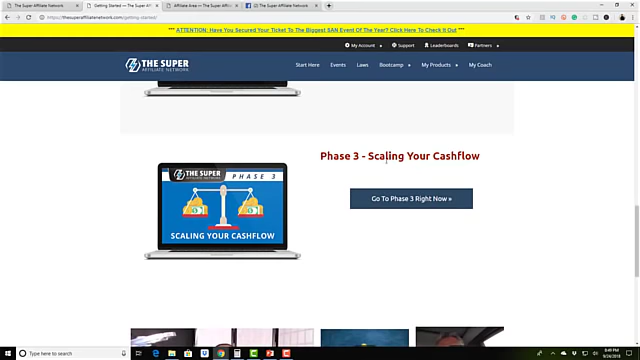 The Super Affiliate Network
Getting Started — The Super A
Affiliate Area — The Super A
(2) The Super Affiliate Network
https://thesuperaffiliatenetwork.com/getting-started/
*** ATTENTION: Have You Secured Your Ticket To The Biggest SAN Event Of The Year? Click Here To Check It Out ***
My Account Support Leaderboards Partners
THE SUPER
AFFILIATE NETWORK
Start Here Events Laws Bootcamp My Products My Coach
Phase 3 - Scaling Your Cashflow
THE SUPER
AFFILIATE NETWORK
PHASE 3
SCALING YOUR CASHFLOW
Go To Phase 3 Right Now »
Type here to search
8:49 PM
9/24/2018